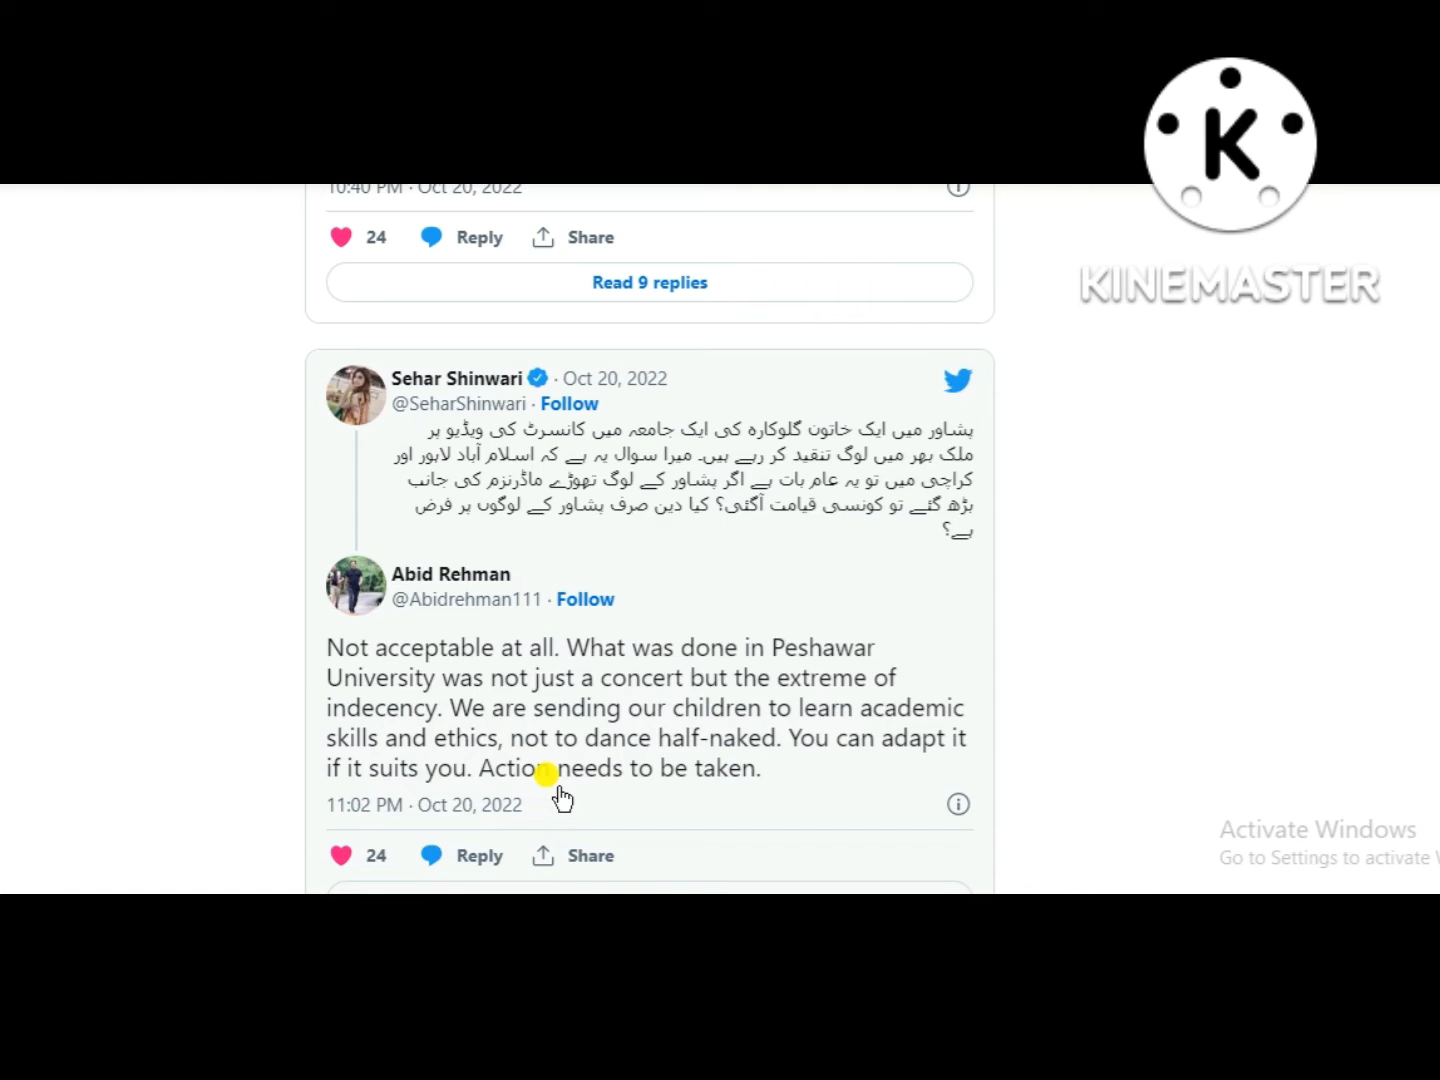 KINEMASTER
10:40 PM · Oct 20, 2022
24 Reply Share
Read 9 replies
Sehar Shinwari · Oct 20, 2022
@SeharShinwari · Follow
پشاور میں ایک خاتون گلوکارہ کی ایک جامعہ میں کانسرٹ کی ویڈیو پر
ملک بھر میں لوگ تنقید کر رہے ہیں۔ میرا سوال یہ ہے کہ اسلام آباد لاہور اور
کراچی میں تو یہ عام بات ہے اگر پشاور کے لوگ تھوڑے ماڈرنزم کی جانب
بڑھ گئے تو کونسی قیامت آگئی؟ کیا دین صرف پشاور کے لوگوں پر فرض
ہے؟
Abid Rehman
@Abidrehman111 · Follow
Not acceptable at all. What was done in Peshawar
University was not just a concert but the extreme of
indecency. We are sending our children to learn academic
skills and ethics, not to dance half-naked. You can adapt it
if it suits you. Action needs to be taken.
11:02 PM · Oct 20, 2022
24 Reply Share
Activate Windows
Go to Settings to activate